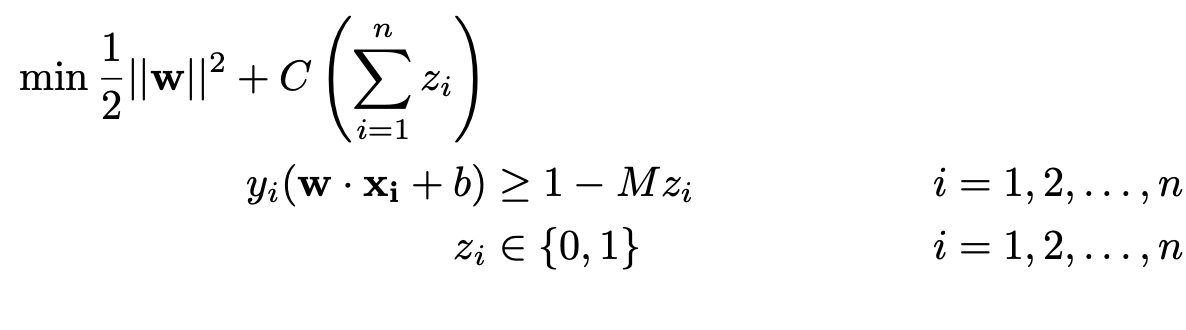 min 1/2 ||w||² + C (∑_{i=1}^{n} z_i)
y_i(w · x_i + b) ≥ 1 − Mz_i i = 1, 2, . . . , n
z_i ∈ {0, 1} i = 1, 2, . . . , n